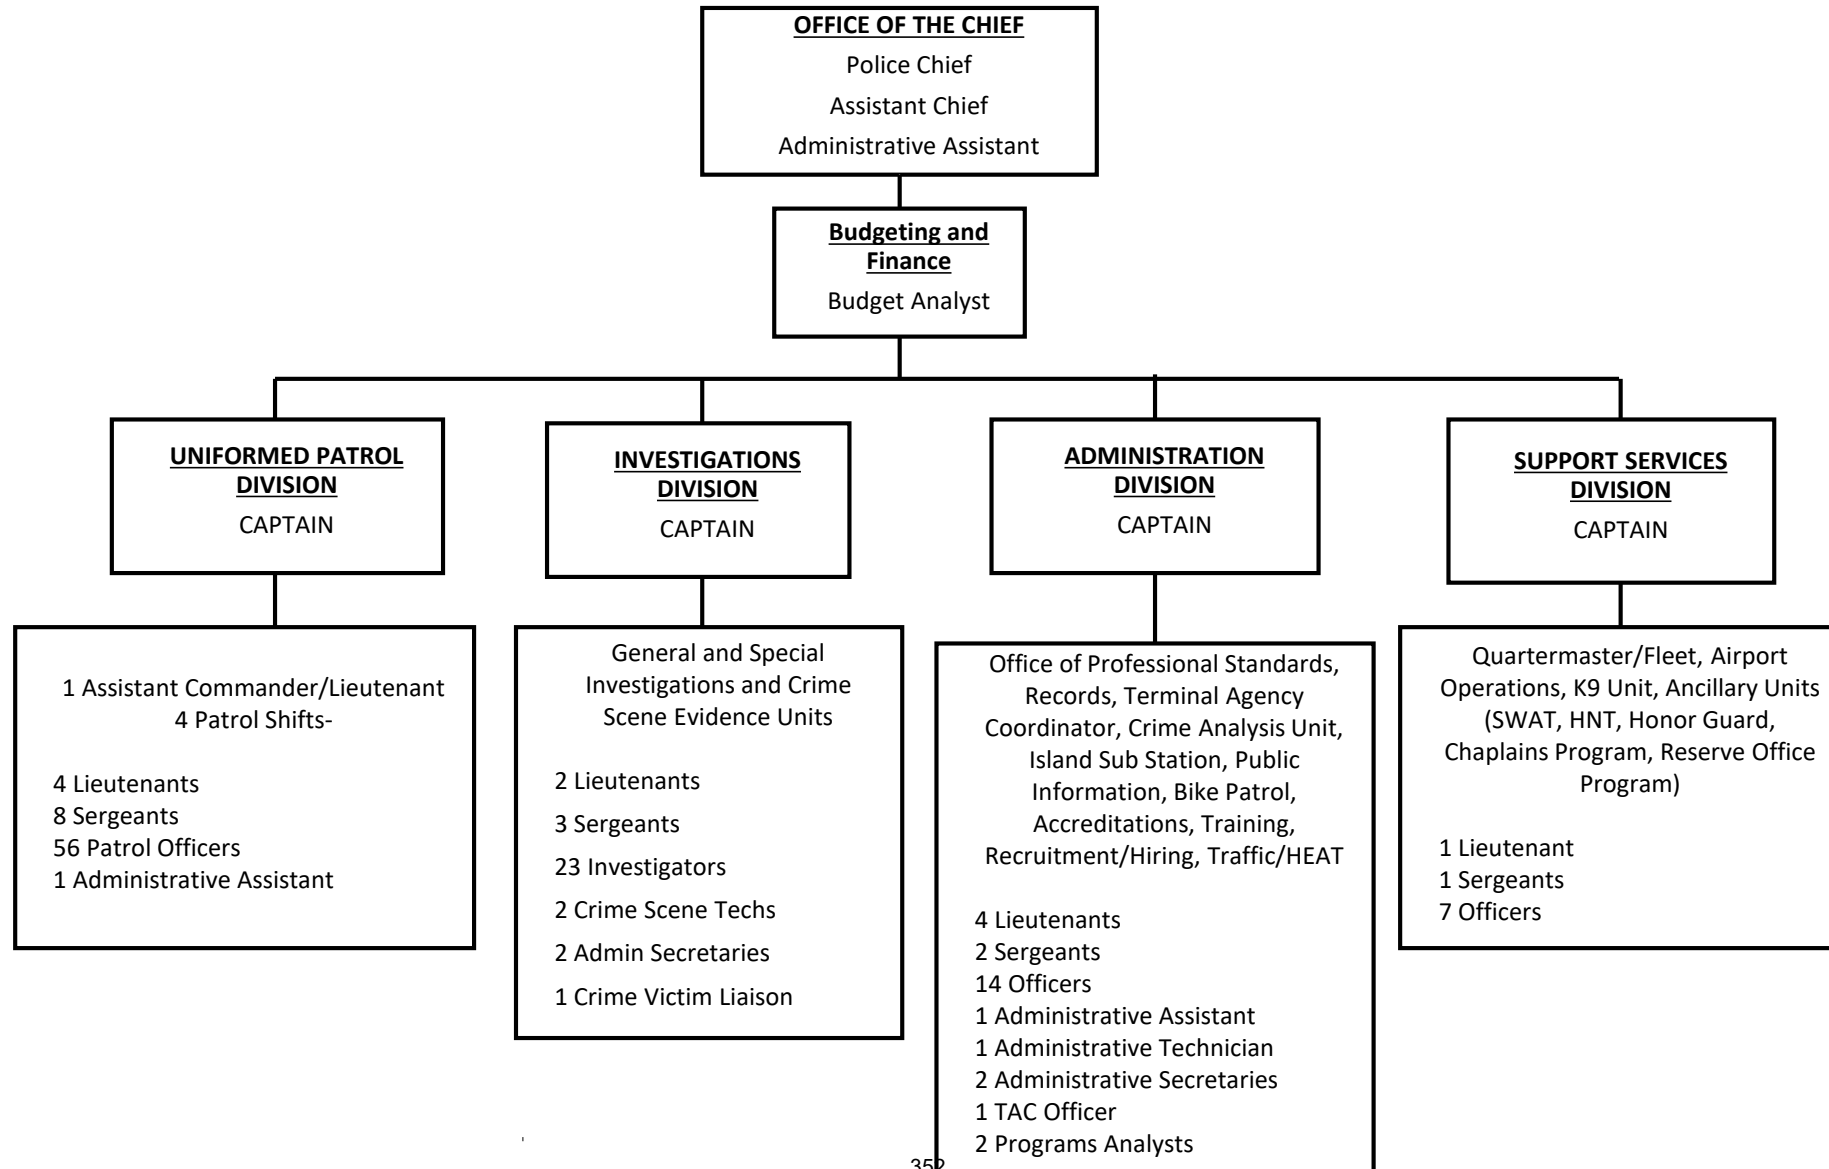 OFFICE OF THE CHIEF
Police Chief
Assistant Chief
Administrative Assistant
Budgeting and
Finance
Budget Analyst
UNIFORMED PATROL
DIVISION
CAPTAIN
INVESTIGATIONS
DIVISION
CAPTAIN
ADMINISTRATION
DIVISION
CAPTAIN
SUPPORT SERVICES
DIVISION
CAPTAIN
1 Assistant Commander/Lieutenant
4 Patrol Shifts-
4 Lieutenants
8 Sergeants
56 Patrol Officers
1 Administrative Assistant
General and Special
Investigations and Crime
Scene Evidence Units
2 Lieutenants
3 Sergeants
23 Investigators
2 Crime Scene Techs
2 Admin Secretaries
1 Crime Victim Liaison
Office of Professional Standards,
Records, Terminal Agency
Coordinator, Crime Analysis Unit,
Island Sub Station, Public
Information, Bike Patrol,
Accreditations, Training,
Recruitment/Hiring, Traffic/HEAT
4 Lieutenants
2 Sergeants
14 Officers
1 Administrative Assistant
1 Administrative Technician
2 Administrative Secretaries
1 TAC Officer
2 Programs Analysts
Quartermaster/Fleet, Airport
Operations, K9 Unit, Ancillary Units
(SWAT, HNT, Honor Guard,
Chaplains Program, Reserve Office
Program)
1 Lieutenant
1 Sergeants
7 Officers
352